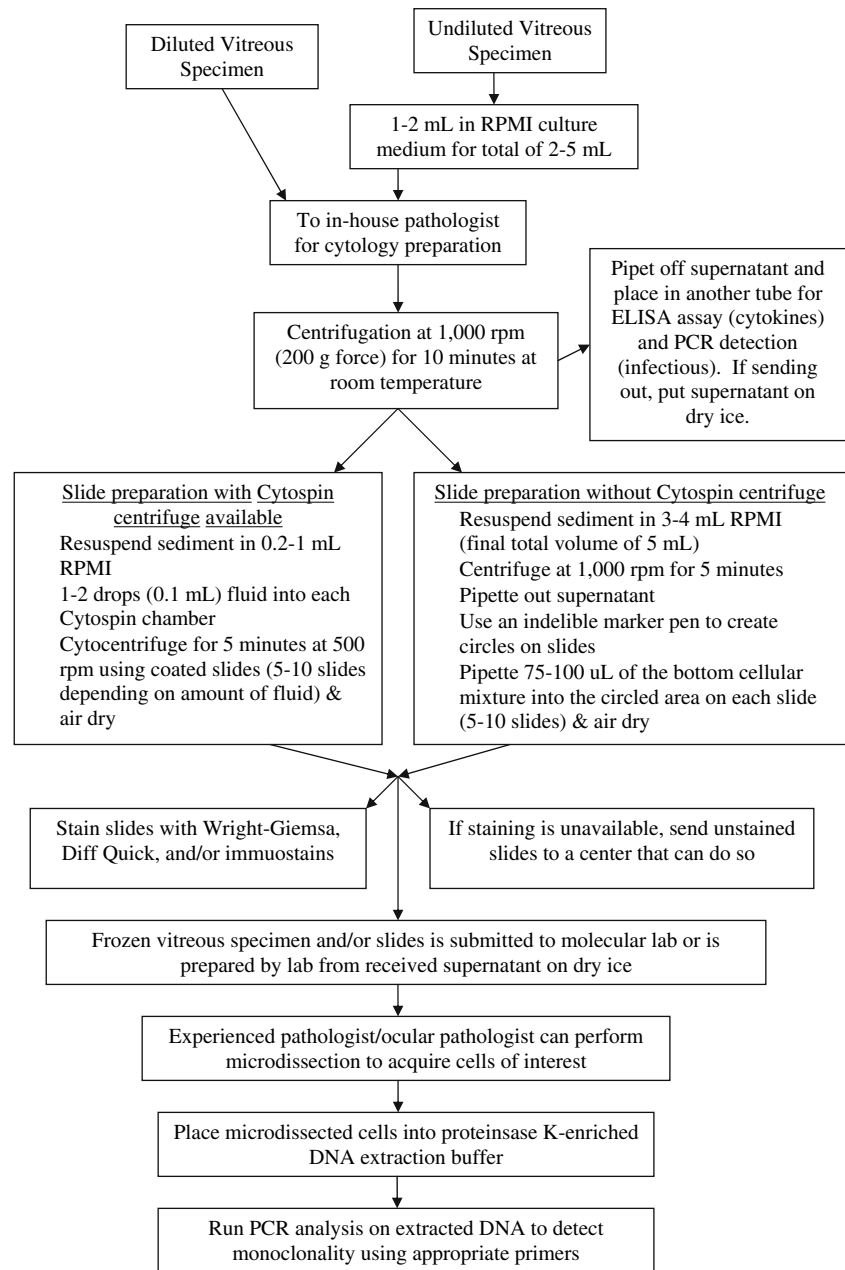 Diluted Vitreous
Specimen
Undiluted Vitreous
Specimen
1-2 mL in RPMI culture
medium for total of 2-5 mL
To in-house pathologist
for cytology preparation
Centrifugation at 1,000 rpm
(200 g force) for 10 minutes at
room temperature
Pipet off supernatant and
place in another tube for
ELISA assay (cytokines)
and PCR detection
(infectious). If sending
out, put supernatant on
dry ice.
Slide preparation with Cytospin
centrifuge available
Resuspend sediment in 0.2-1 mL
RPMI
1-2 drops (0.1 mL) fluid into each
Cytospin chamber
Cytocentrifuge for 5 minutes at 500
rpm using coated slides (5-10 slides
depending on amount of fluid) &
air dry
Slide preparation without Cytospin centrifuge
Resuspend sediment in 3-4 mL RPMI
(final total volume of 5 mL)
Centrifuge at 1,000 rpm for 5 minutes
Pipette out supernatant
Use an indelible marker pen to create
circles on slides
Pipette 75-100 uL of the bottom cellular
mixture into the circled area on each slide
(5-10 slides) & air dry
Stain slides with Wright-Giemsa,
Diff Quick, and/or immuostains
If staining is unavailable, send unstained
slides to a center that can do so
Frozen vitreous specimen and/or slides is submitted to molecular lab or is
prepared by lab from received supernatant on dry ice
Experienced pathologist/ocular pathologist can perform
microdissection to acquire cells of interest
Place microdissected cells into proteinsase K-enriched
DNA extraction buffer
Run PCR analysis on extracted DNA to detect
monoclonality using appropriate primers